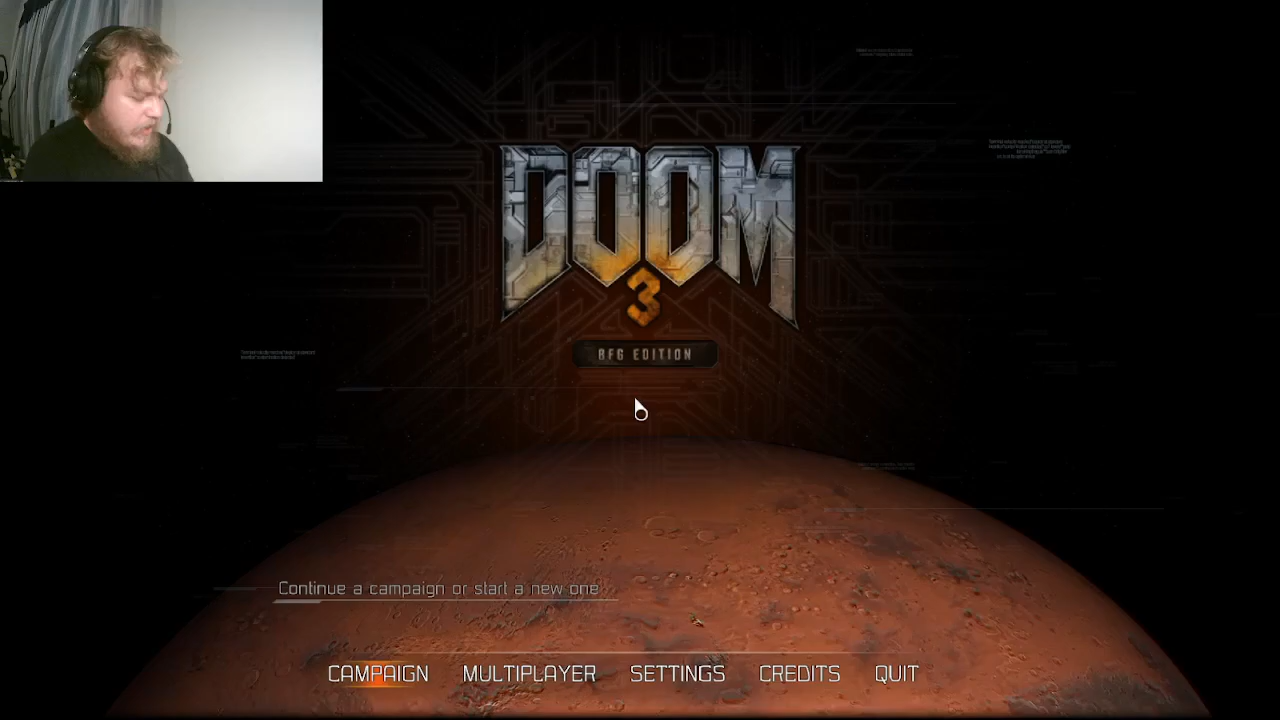 DOOM
3
BFG EDITION
Continue a campaign or start a new one
CAMPAIGN MULTIPLAYER SETTINGS CREDITS QUIT